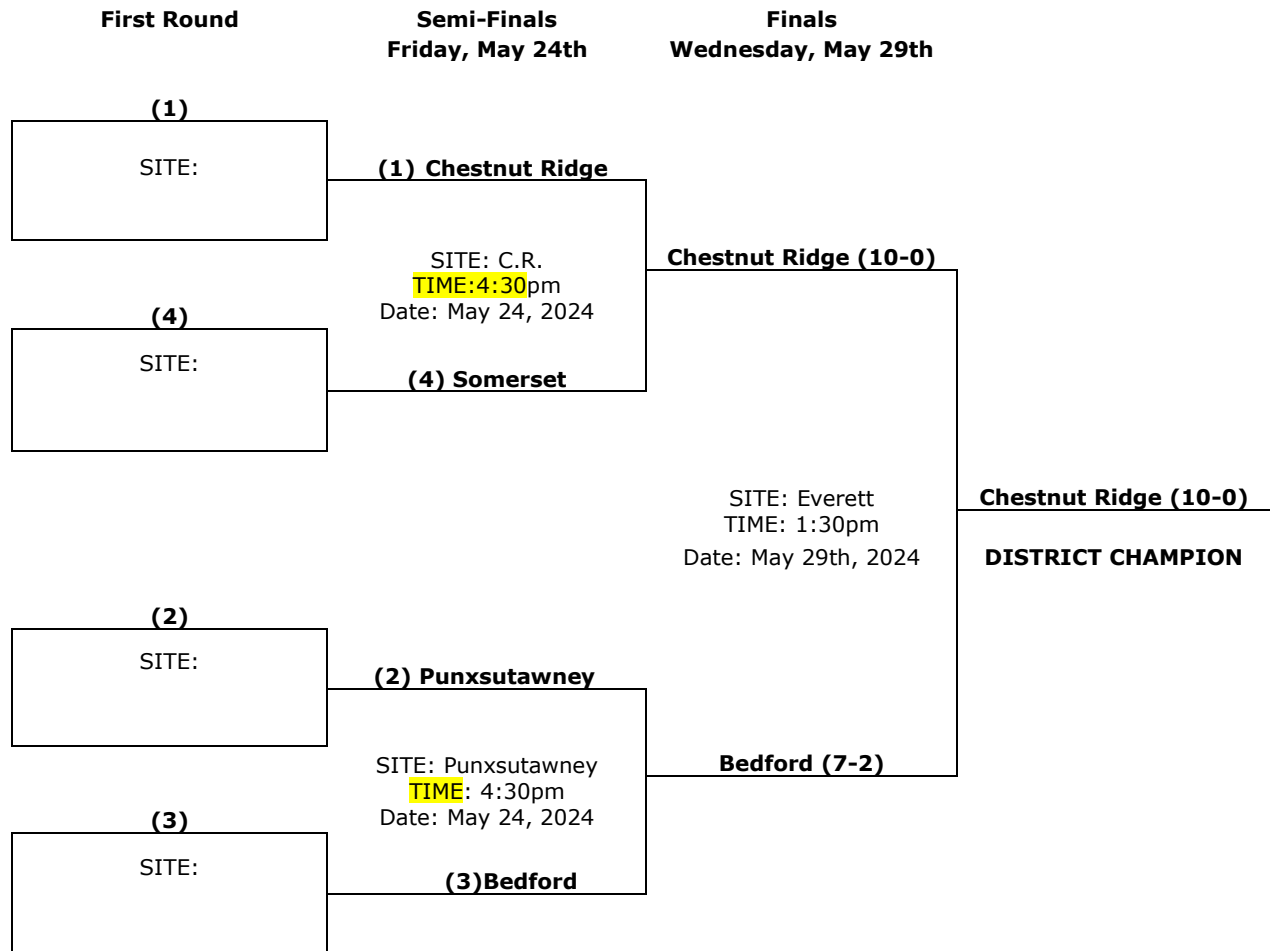 First Round
Semi-Finals
Friday, May 24th
Finals
Wednesday, May 29th
(1)
SITE:
(1) Chestnut Ridge
SITE: C.R.
TIME:4:30pm
Date: May 24, 2024
Chestnut Ridge (10-0)
(4)
SITE:
(4) Somerset
SITE: Everett
TIME: 1:30pm
Date: May 29th, 2024
Chestnut Ridge (10-0)
DISTRICT CHAMPION
(2)
SITE:
(2) Punxsutawney
SITE: Punxsutawney
TIME: 4:30pm
Date: May 24, 2024
Bedford (7-2)
(3)
SITE:
(3)Bedford